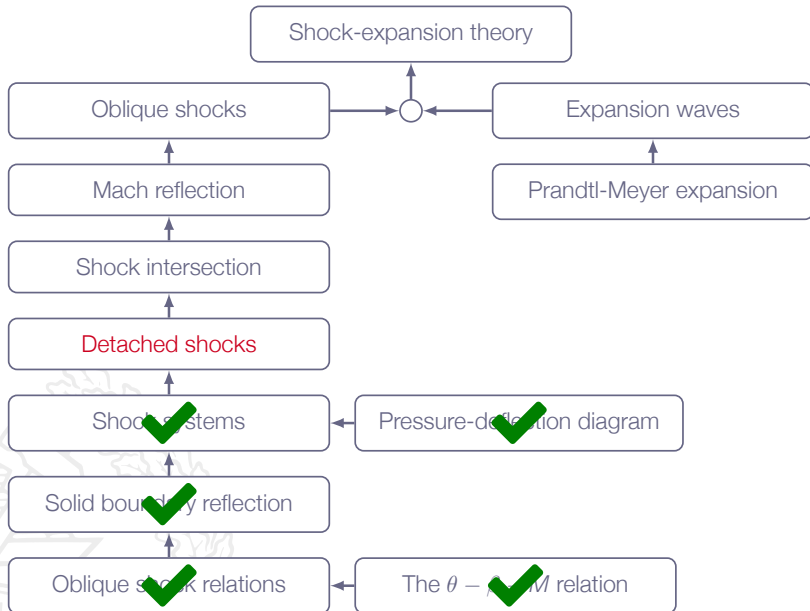 Shock-expansion theory
Oblique shocks
Expansion waves
Mach reflection
Prandtl-Meyer expansion
Shock intersection
Detached shocks
Shock systems
Pressure-deflection diagram
Solid boundary reflection
Oblique shock relations
The θ − β − M relation